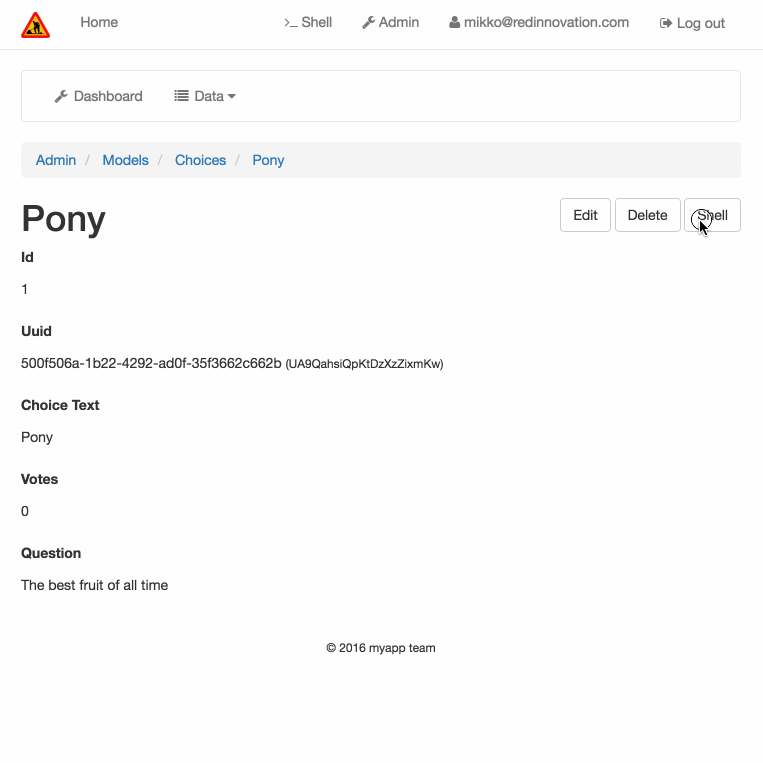 Home >_ Shell Admin mikko@redinnovation.com Log out
Dashboard Data
Admin / Models / Choices / Pony
Pony Edit Delete Shell
Id
1
Uuid
500f506a-1b22-4292-ad0f-35f3662c662b (UA9QahsiQpKtDzXzZixmKw)
Choice Text
Pony
Votes
0
Question
The best fruit of all time
© 2016 myapp team